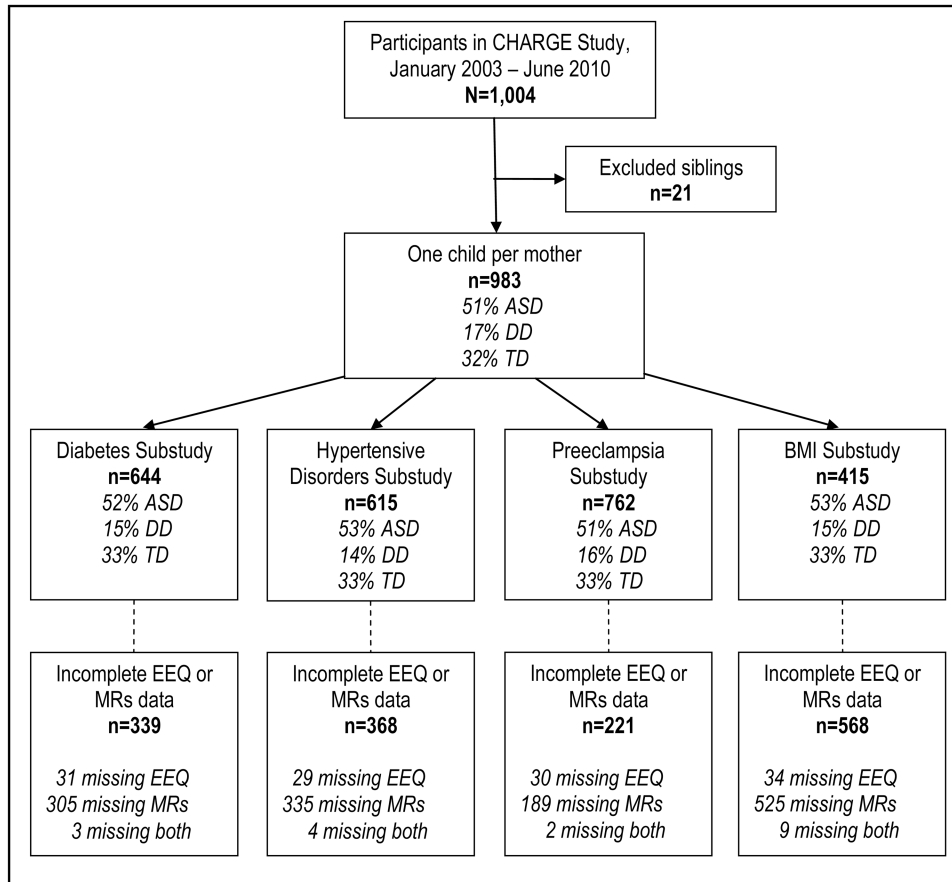 Participants in CHARGE Study,
January 2003 – June 2010
N=1,004
Excluded siblings
n=21
One child per mother
n=983
51% ASD
17% DD
32% TD
Diabetes Substudy
n=644
52% ASD
15% DD
33% TD
Hypertensive
Disorders Substudy
n=615
53% ASD
14% DD
33% TD
Preeclampsia
Substudy
n=762
51% ASD
16% DD
33% TD
BMI Substudy
n=415
53% ASD
15% DD
33% TD
Incomplete EEQ or
MRs data
n=339
31 missing EEQ
305 missing MRs
3 missing both
Incomplete EEQ or
MRs data
n=368
29 missing EEQ
335 missing MRs
4 missing both
Incomplete EEQ or
MRs data
n=221
30 missing EEQ
189 missing MRs
2 missing both
Incomplete EEQ or
MRs data
n=568
34 missing EEQ
525 missing MRs
9 missing both